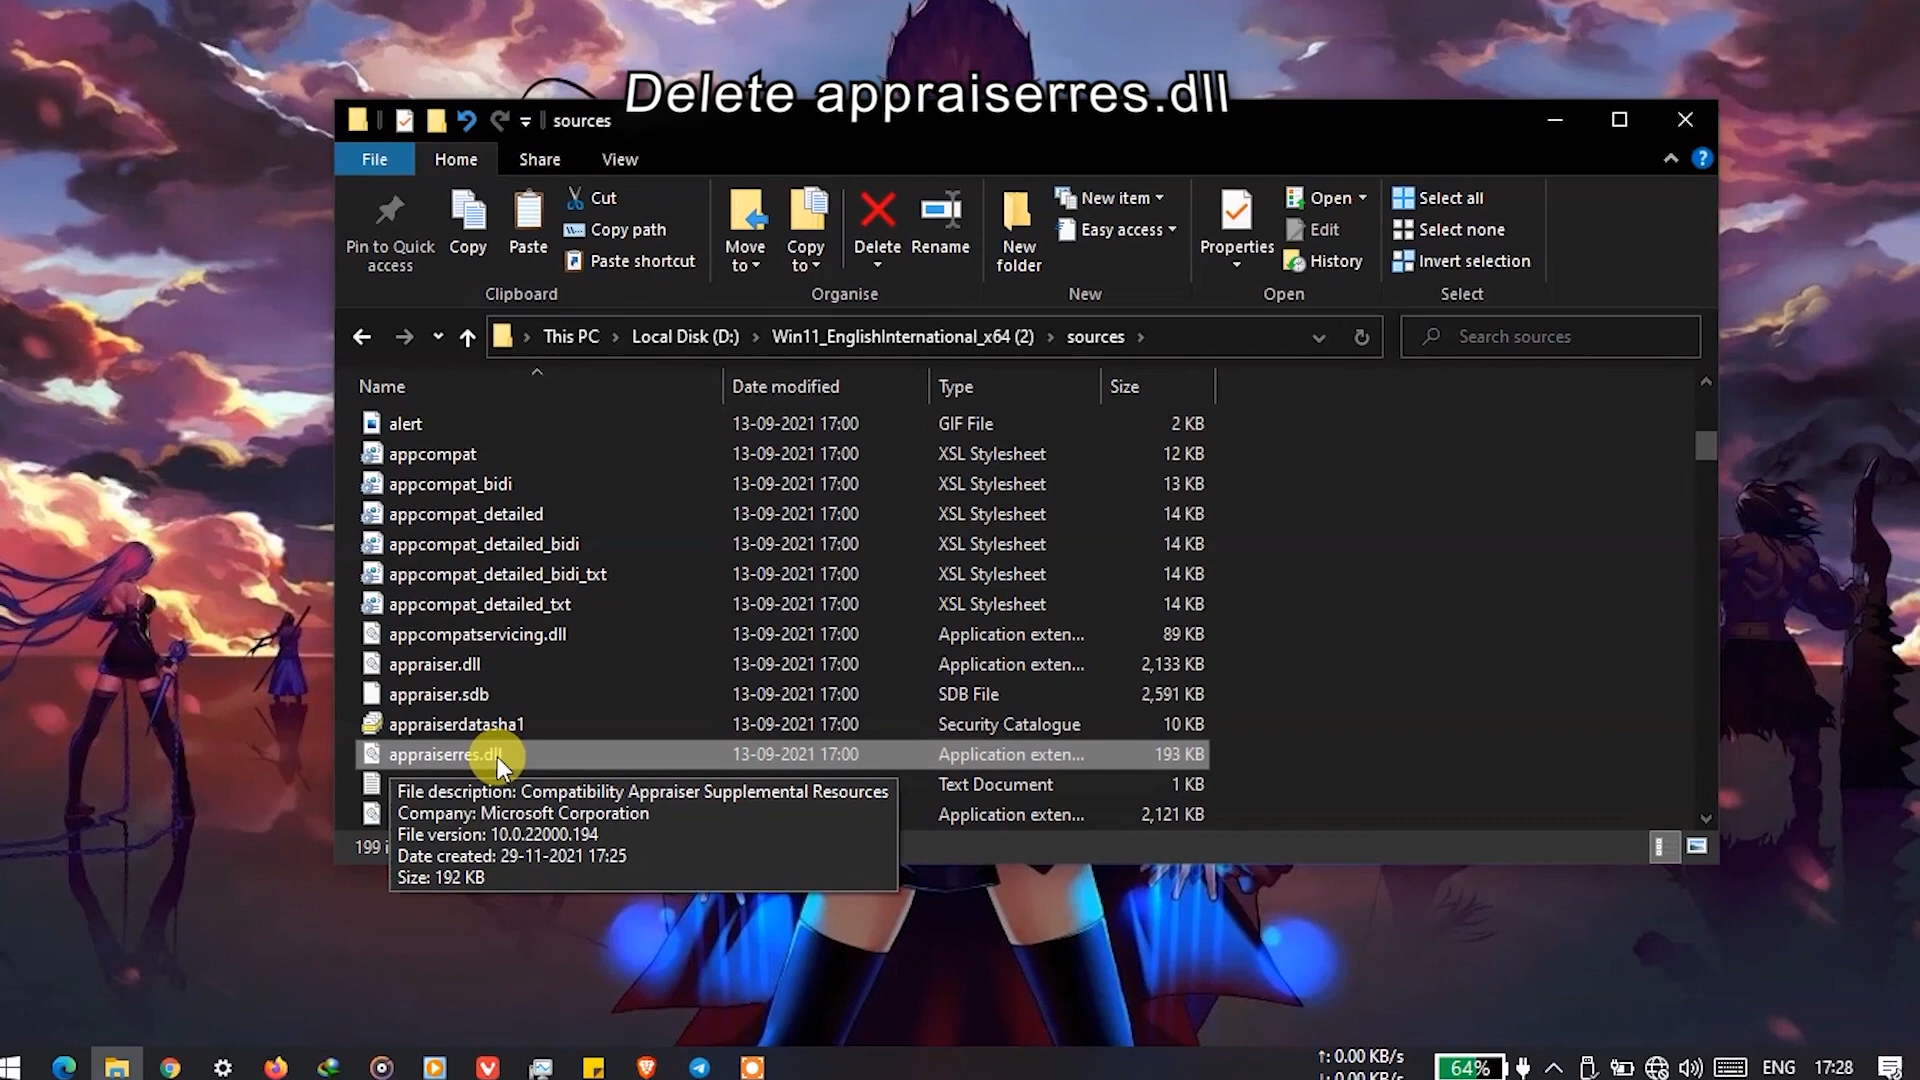 Delete appraiserres.dll
sources
File Home Share View
Pin to Quick access
Copy
Paste
Cut
Copy path
Paste shortcut
Clipboard
Move to
Copy to
Delete
Rename
Organise
New folder
New item
Easy access
New
Properties
Open
Edit
History
Open
Select all
Select none
Invert selection
Select
This PC Local Disk (D:) Win11_EnglishInternational_x64 (2) sources
Search sources
Name Date modified Type Size
alert 13-09-2021 17:00 GIF File 2 KB
appcompat 13-09-2021 17:00 XSL Stylesheet 12 KB
appcompat_bidi 13-09-2021 17:00 XSL Stylesheet 13 KB
appcompat_detailed 13-09-2021 17:00 XSL Stylesheet 14 KB
appcompat_detailed_bidi 13-09-2021 17:00 XSL Stylesheet 14 KB
appcompat_detailed_bidi_txt 13-09-2021 17:00 XSL Stylesheet 14 KB
appcompat_detailed_txt 13-09-2021 17:00 XSL Stylesheet 14 KB
appcompatservicing.dll 13-09-2021 17:00 Application exten... 89 KB
appraiser.dll 13-09-2021 17:00 Application exten... 2,133 KB
appraiser.sdb 13-09-2021 17:00 SDB File 2,591 KB
appraiserdatasha1 13-09-2021 17:00 Security Catalogue 10 KB
appraiserres.dll 13-09-2021 17:00 Application exten... 193 KB
Text Document 1 KB
Application exten... 2,121 KB
File description: Compatibility Appraiser Supplemental Resources
Company: Microsoft Corporation
File version: 10.0.22000.194
Date created: 29-11-2021 17:25
Size: 192 KB
199 i
↑: 0.00 KB/s
↓: 0.00 KB/s
64%
ENG 17:28